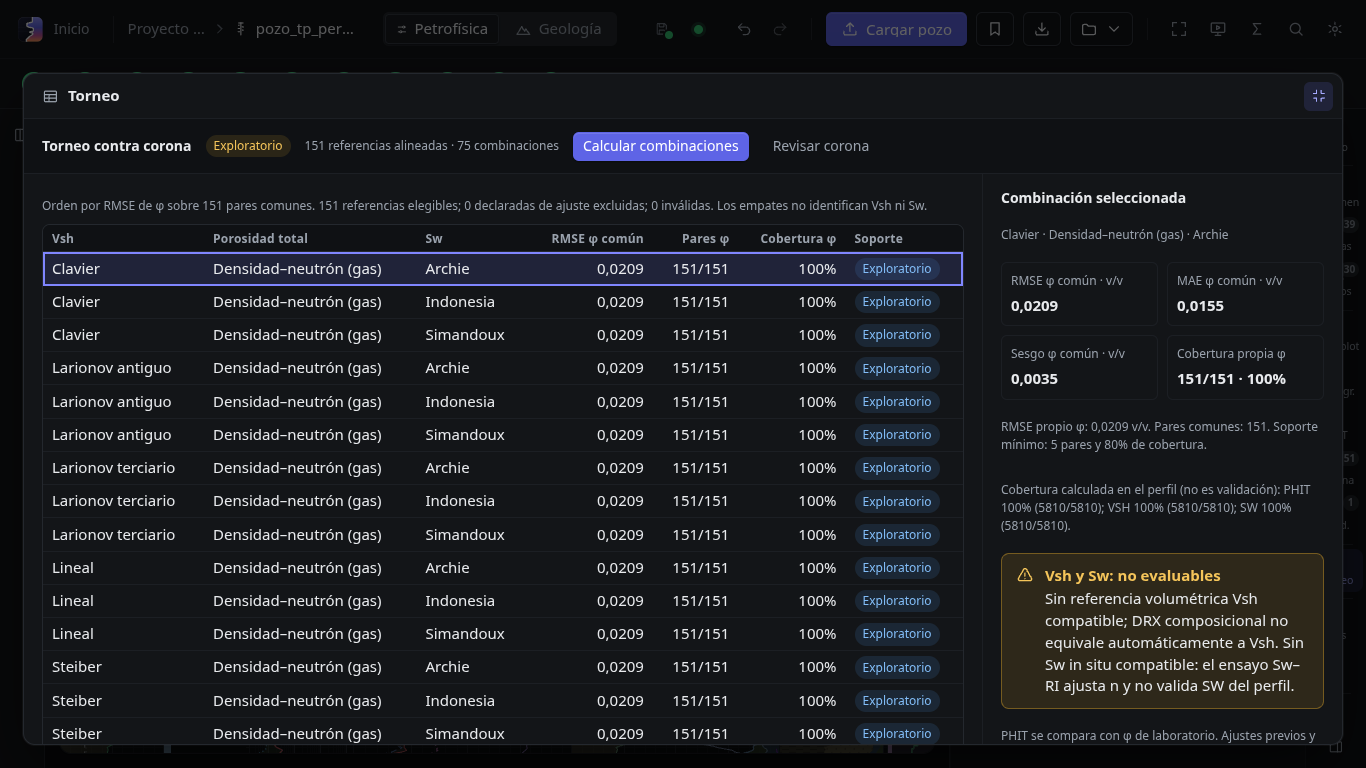 Inicio
Proyecto ...
pozo_tp_per...
Petrofísica
Geología
Cargar pozo
Torneo
Torneo contra corona
Exploratorio
151 referencias alineadas · 75 combinaciones
Calcular combinaciones
Revisar corona
Orden por RMSE de φ sobre 151 pares comunes. 151 referencias elegibles; 0 declaradas de ajuste excluidas; 0 inválidas. Los empates no identifican Vsh ni Sw.
Vsh Porosidad total Sw RMSE φ común Pares φ Cobertura φ Soporte
Clavier Densidad–neutrón (gas) Archie 0,0209 151/151 100% Exploratorio
Clavier Densidad–neutrón (gas) Indonesia 0,0209 151/151 100% Exploratorio
Clavier Densidad–neutrón (gas) Simandoux 0,0209 151/151 100% Exploratorio
Larionov antiguo Densidad–neutrón (gas) Archie 0,0209 151/151 100% Exploratorio
Larionov antiguo Densidad–neutrón (gas) Indonesia 0,0209 151/151 100% Exploratorio
Larionov antiguo Densidad–neutrón (gas) Simandoux 0,0209 151/151 100% Exploratorio
Larionov terciario Densidad–neutrón (gas) Archie 0,0209 151/151 100% Exploratorio
Larionov terciario Densidad–neutrón (gas) Indonesia 0,0209 151/151 100% Exploratorio
Larionov terciario Densidad–neutrón (gas) Simandoux 0,0209 151/151 100% Exploratorio
Lineal Densidad–neutrón (gas) Archie 0,0209 151/151 100% Exploratorio
Lineal Densidad–neutrón (gas) Indonesia 0,0209 151/151 100% Exploratorio
Lineal Densidad–neutrón (gas) Simandoux 0,0209 151/151 100% Exploratorio
Steiber Densidad–neutrón (gas) Archie 0,0209 151/151 100% Exploratorio
Steiber Densidad–neutrón (gas) Indonesia 0,0209 151/151 100% Exploratorio
Steiber Densidad–neutrón (gas) Simandoux 0,0209 151/151 100% Exploratorio
Combinación seleccionada
Clavier · Densidad–neutrón (gas) · Archie
RMSE φ común · v/v
0,0209
MAE φ común · v/v
0,0155
Sesgo φ común · v/v
0,0035
Cobertura propia φ
151/151 · 100%
RMSE propio φ: 0,0209 v/v. Pares comunes: 151. Soporte
mínimo: 5 pares y 80% de cobertura.
Cobertura calculada en el perfil (no es validación): PHIT
100% (5810/5810); VSH 100% (5810/5810); SW 100%
(5810/5810).
Vsh y Sw: no evaluables
Sin referencia volumétrica Vsh
compatible; DRX composicional no
equivale automáticamente a Vsh. Sin
Sw in situ compatible: el ensayo Sw–
RI ajusta n y no valida SW del perfil.
PHIT se compara con φ de laboratorio. Ajustes previos y